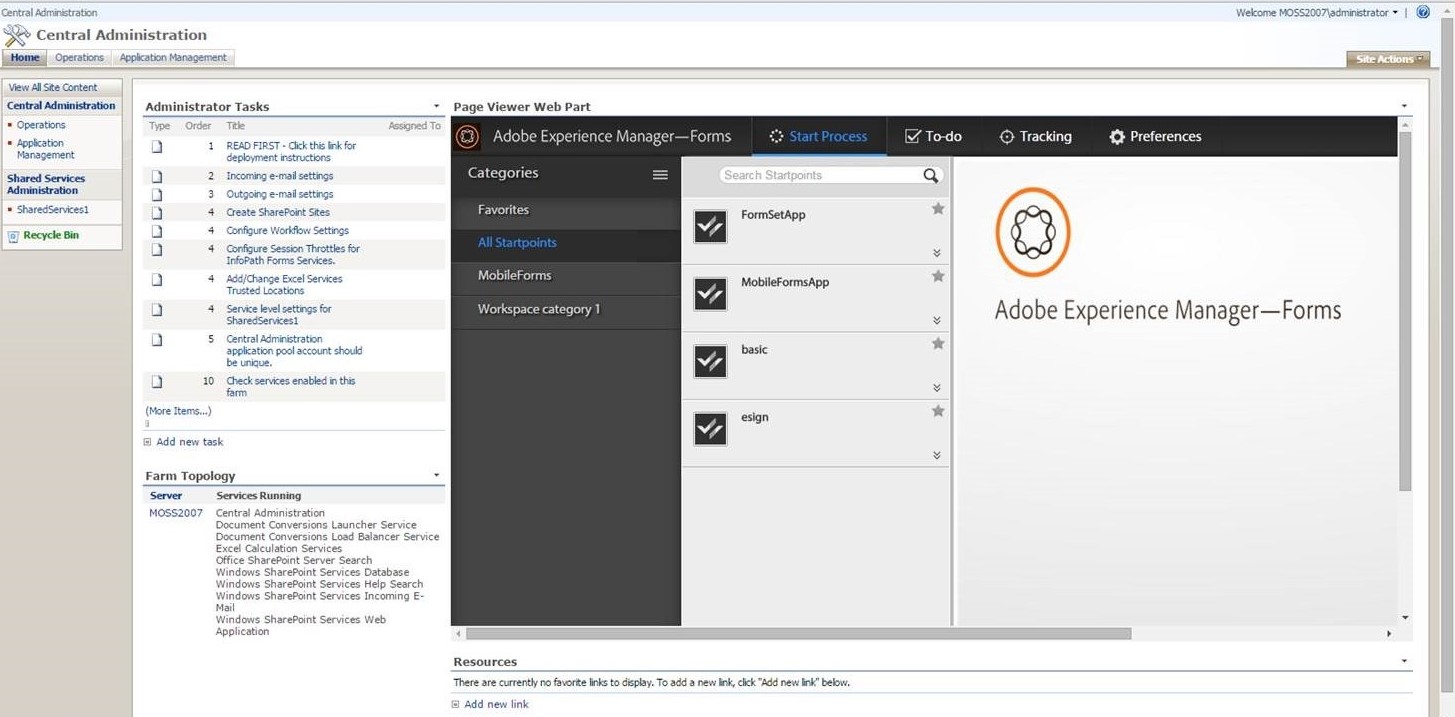 Central Administration
Welcome MOSS2007\administrator
Central Administration
Home Operations Application Management
Site Actions
View All Site Content
Central Administration
Operations
Application
Management
Shared Services
Administration
SharedServices1
Recycle Bin
Administrator Tasks
Type Order Title Assigned To
1 READ FIRST - Click this link for
deployment instructions
2 Incoming e-mail settings
3 Outgoing e-mail settings
4 Create SharePoint Sites
4 Configure Workflow Settings
4 Configure Session Throttles for
InfoPath Forms Services.
4 Add/Change Excel Services
Trusted Locations
4 Service level settings for
SharedServices1
5 Central Administration
application pool account should
be unique.
10 Check services enabled in this
farm
(More Items...)
Add new task
Farm Topology
Server Services Running
MOSS2007 Central Administration
Document Conversions Launcher Service
Document Conversions Load Balancer Service
Excel Calculation Services
Office SharePoint Server Search
Windows SharePoint Services Database
Windows SharePoint Services Help Search
Windows SharePoint Services Incoming E-
Mail
Windows SharePoint Services Web
Application
Page Viewer Web Part
Adobe Experience Manager—Forms Start Process To-do Tracking Preferences
Categories
Favorites
All Startpoints
MobileForms
Workspace category 1
Search Startpoints
FormSetApp
MobileFormsApp
basic
esign
Adobe Experience Manager—Forms
Resources
There are currently no favorite links to display. To add a new link, click "Add new link" below.
Add new link